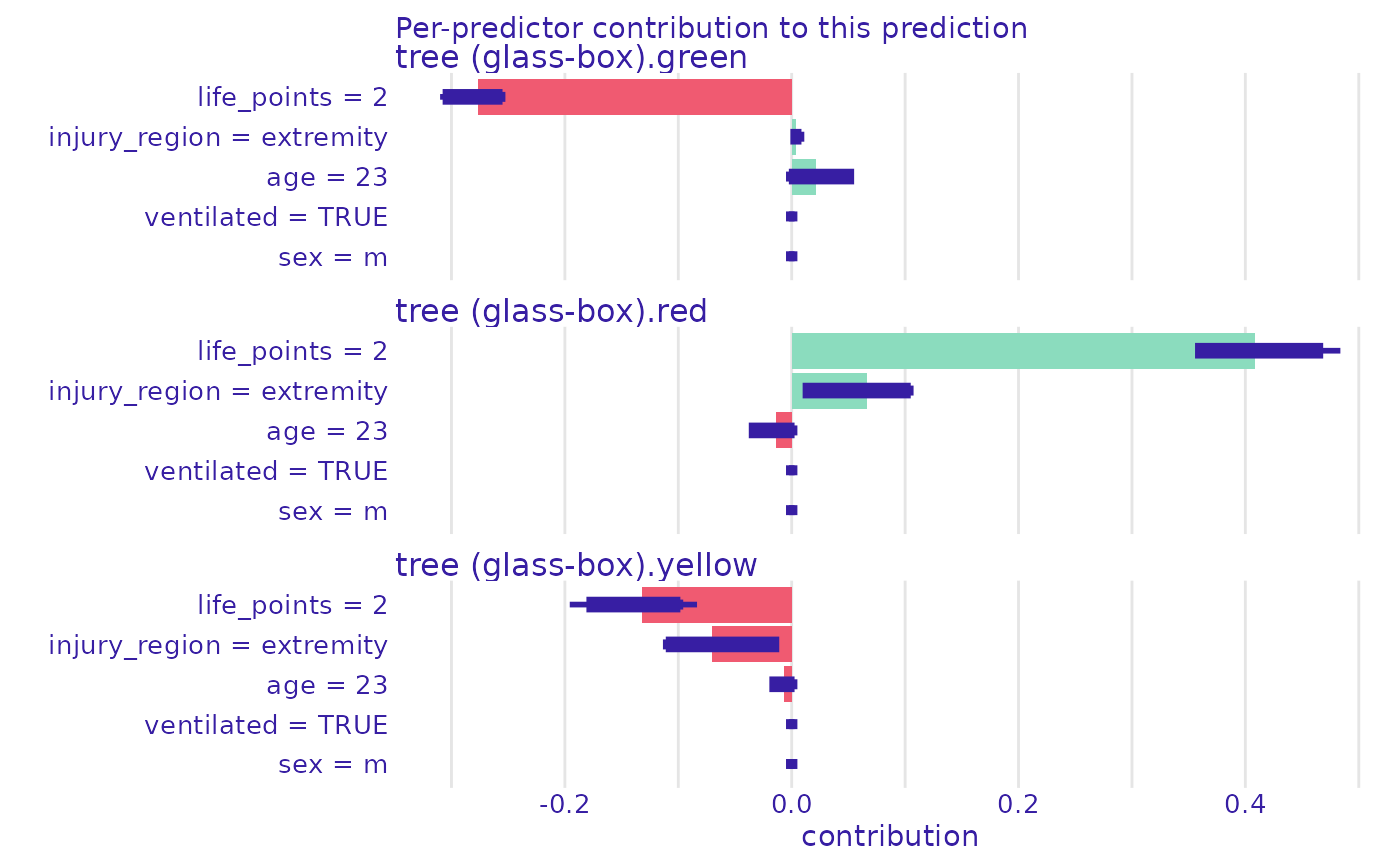 Per-predictor contribution to this prediction
tree (glass-box).green
life_points = 2
injury_region = extremity
age = 23
ventilated = TRUE
sex = m
tree (glass-box).red
life_points = 2
injury_region = extremity
age = 23
ventilated = TRUE
sex = m
tree (glass-box).yellow
life_points = 2
injury_region = extremity
age = 23
ventilated = TRUE
sex = m
-0.2 0.0 0.2 0.4
contribution